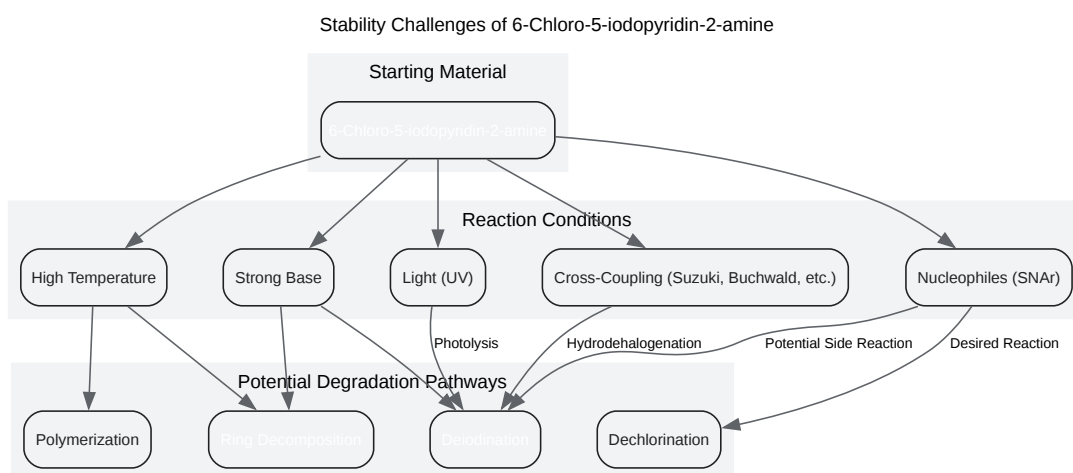 Stability Challenges of 6-Chloro-5-iodopyridin-2-amine
Starting Material
6-Chloro-5-iodopyridin-2-amine
Reaction Conditions
High Temperature
Strong Base
Light (UV)
Cross-Coupling (Suzuki, Buchwald, etc.)
Nucleophiles (SNAr)
Photolysis
Hydrodehalogenation
Potential Side Reaction
Desired Reaction
Potential Degradation Pathways
Polymerization
Ring Decomposition
Deiodination
Dechlorination